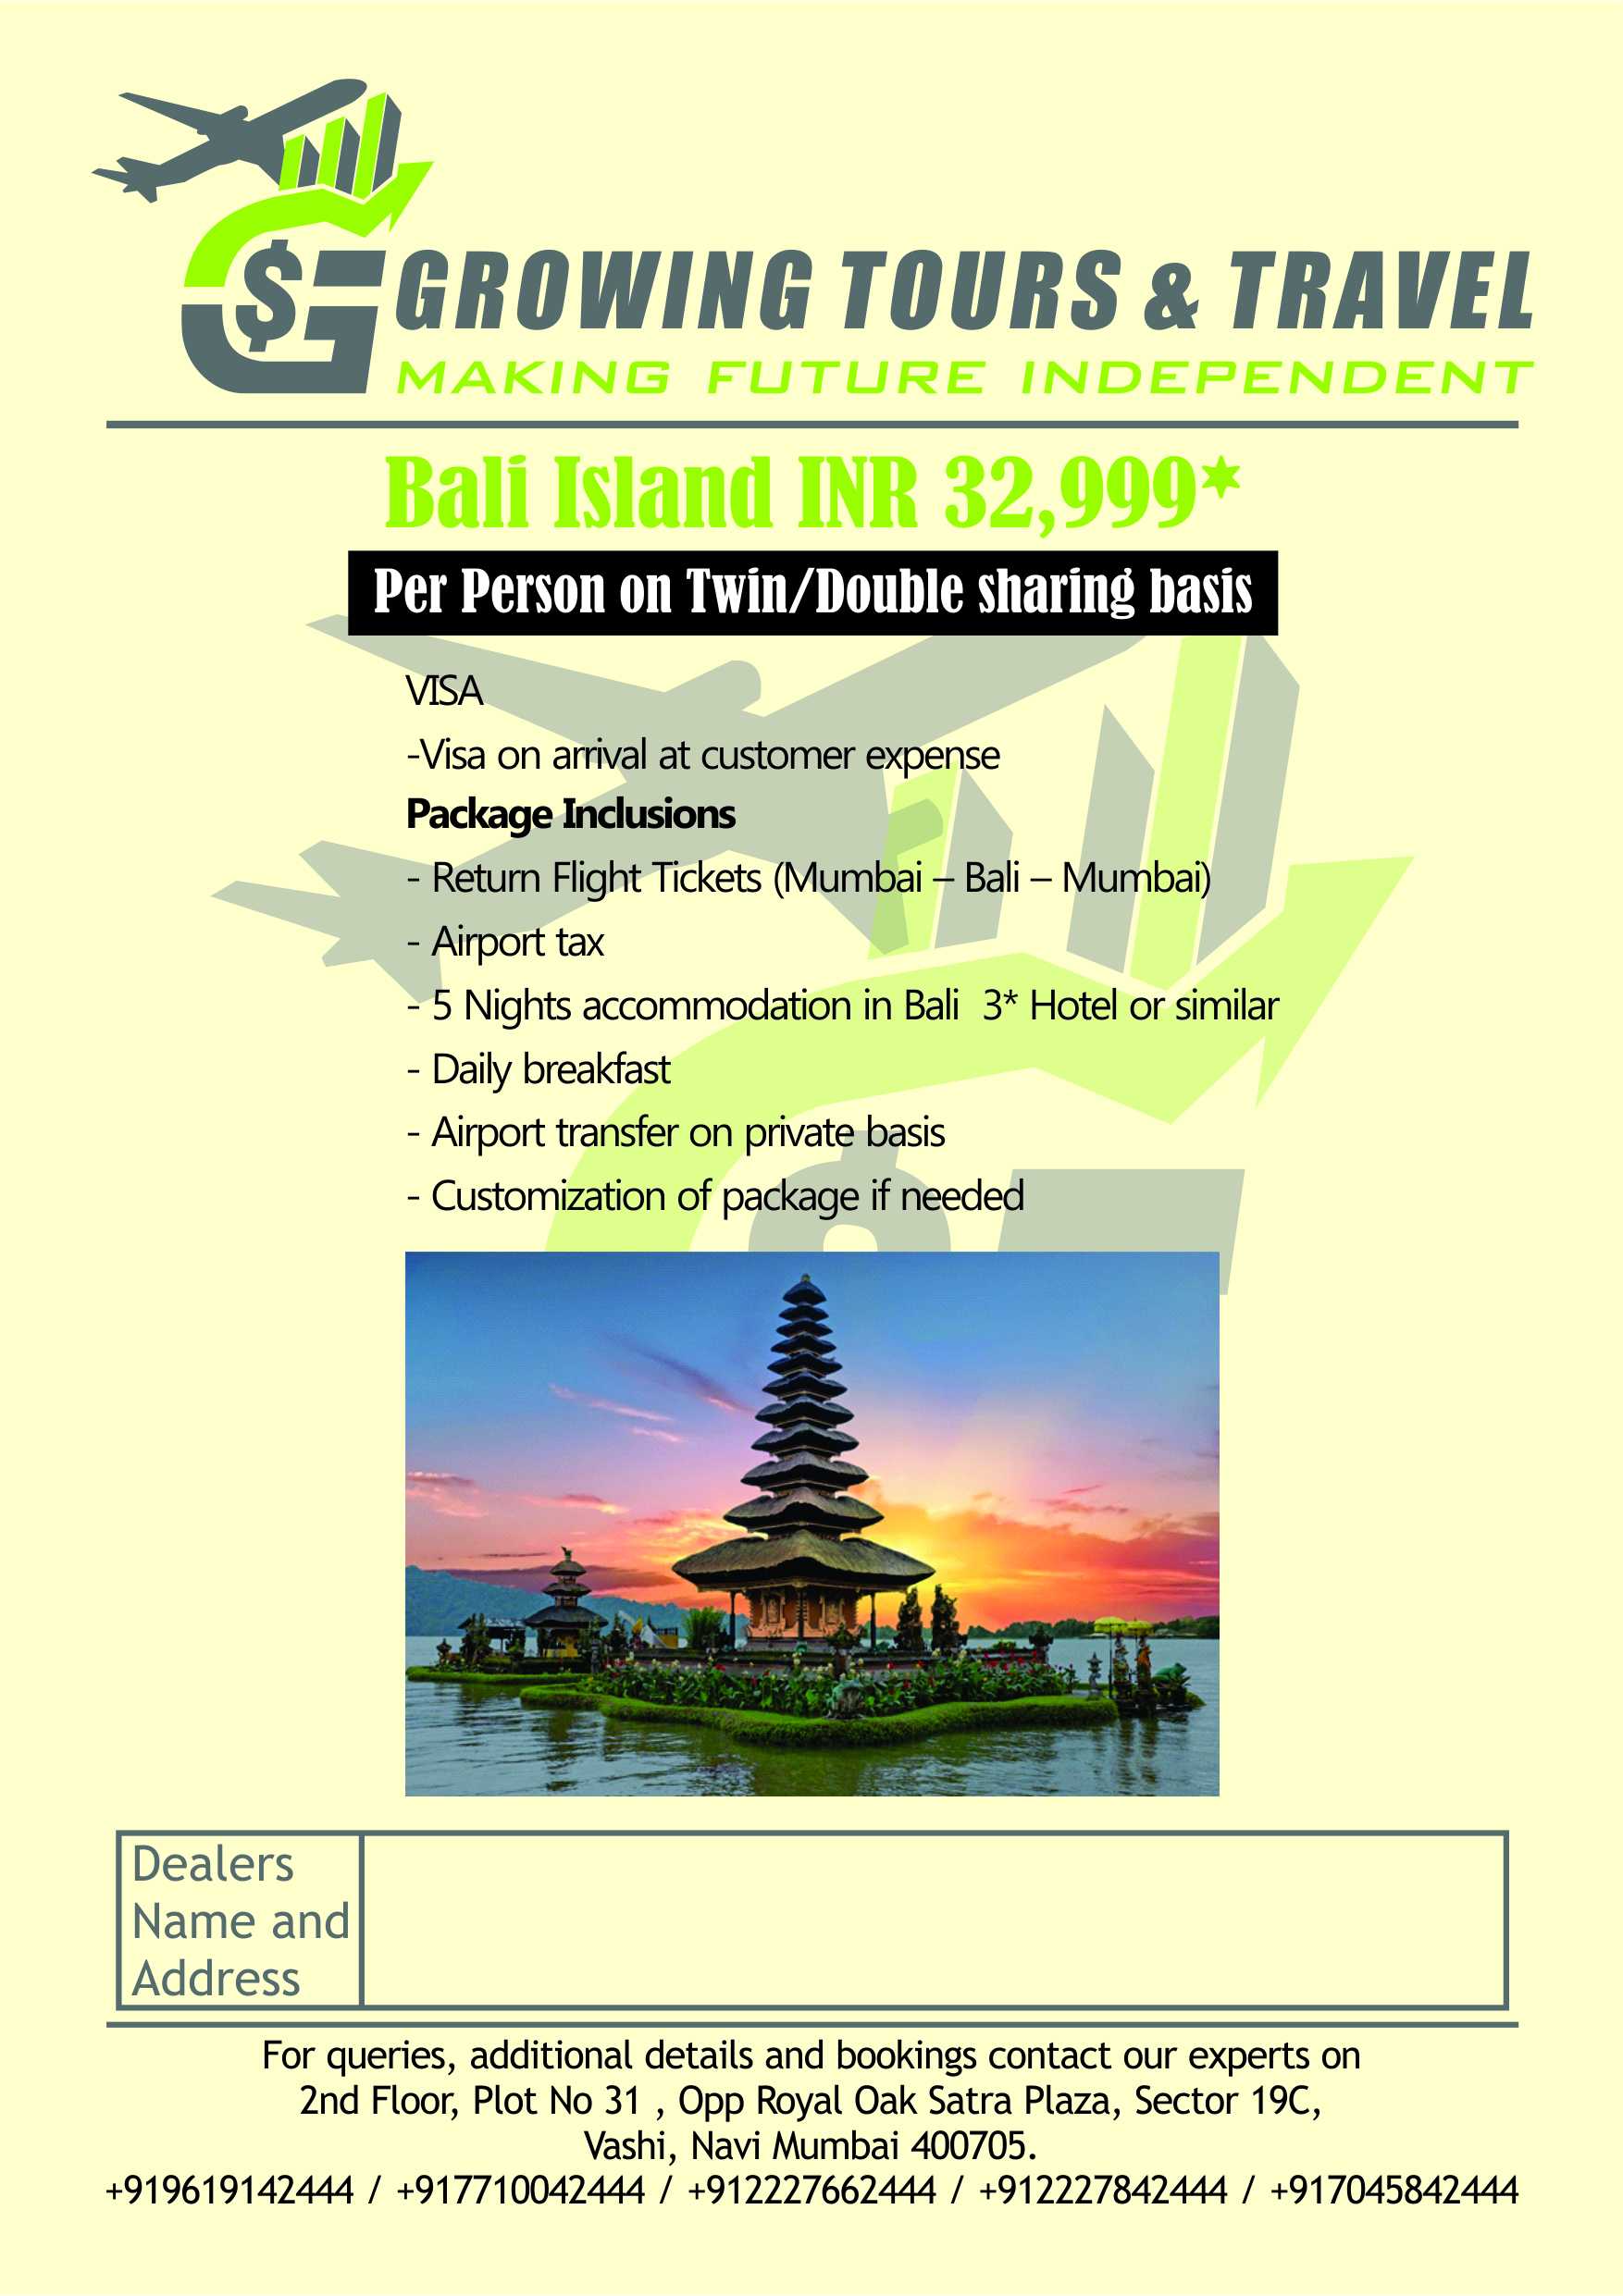 GROWING TOURS & TRAVEL
MAKING FUTURE INDEPENDENT
Bali Island INR 32,999*
Per Person on Twin/Double sharing basis
VISA
-Visa on arrival at customer expense
Package Inclusions
- Return Flight Tickets (Mumbai – Bali – Mumbai)
- Airport tax
- 5 Nights accommodation in Bali  3* Hotel or similar
- Daily breakfast
- Airport transfer on private basis
- Customization of package if needed
Dealers
Name and
Address
For queries, additional details and bookings contact our experts on
2nd Floor, Plot No 31 , Opp Royal Oak Satra Plaza, Sector 19C,
Vashi, Navi Mumbai 400705.
+919619142444 / +917710042444 / +912227662444 / +912227842444 / +917045842444